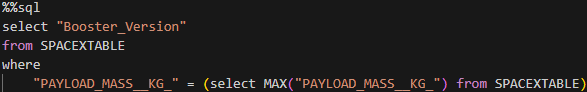 %%sql
select "Booster_Version"
from SPACEXTABLE
where
"PAYLOAD_MASS__KG_" = (select MAX("PAYLOAD_MASS__KG_") from SPACEXTABLE)